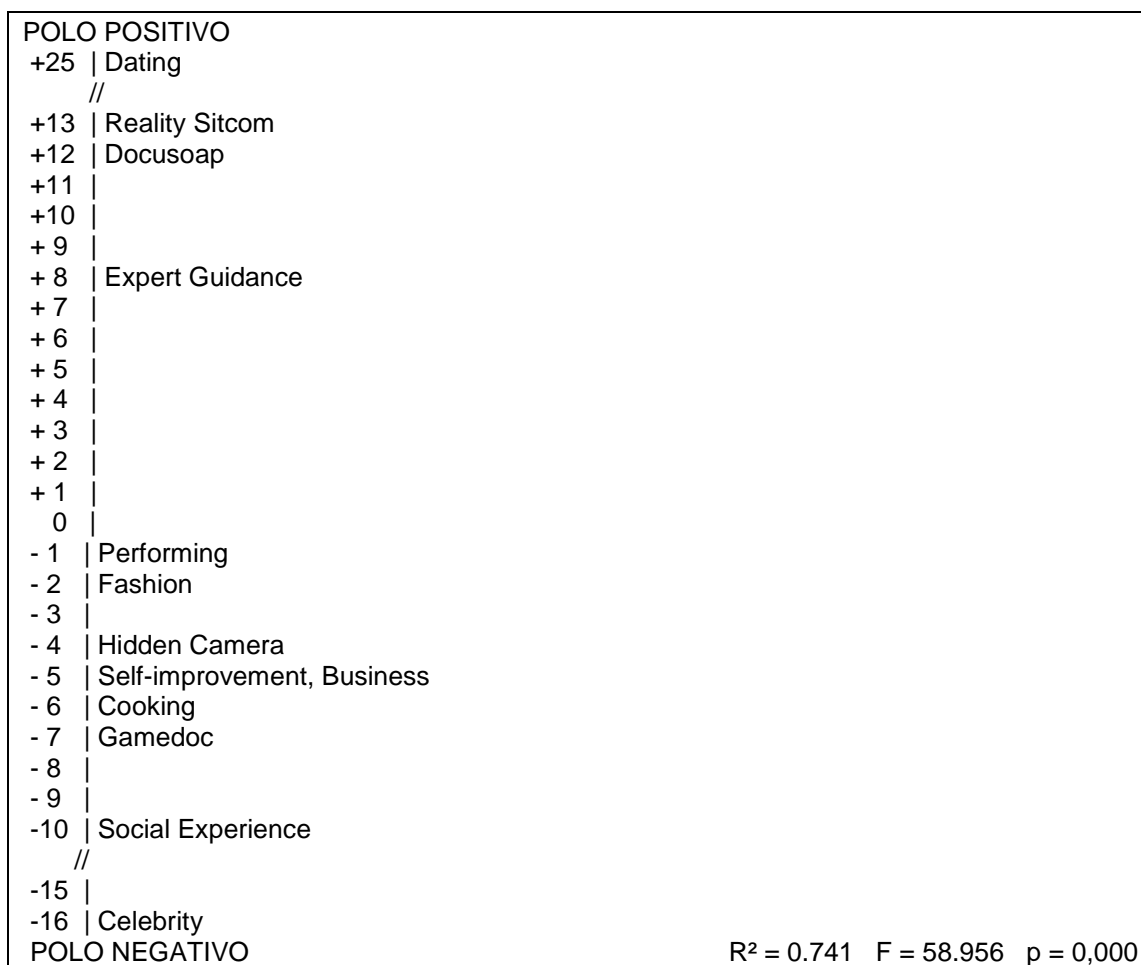 POLO POSITIVO
+25 | Dating
//
+13 | Reality Sitcom
+12 | Docusoap
+11 |
+10 |
+ 9 |
+ 8 | Expert Guidance
+ 7 |
+ 6 |
+ 5 |
+ 4 |
+ 3 |
+ 2 |
+ 1 |
0 |
- 1 | Performing
- 2 | Fashion
- 3 |
- 4 | Hidden Camera
- 5 | Self-improvement, Business
- 6 | Cooking
- 7 | Gamedoc
- 8 |
- 9 |
-10 | Social Experience
//
-15 |
-16 | Celebrity
POLO NEGATIVO R² = 0.741 F = 58.956 p = 0,000